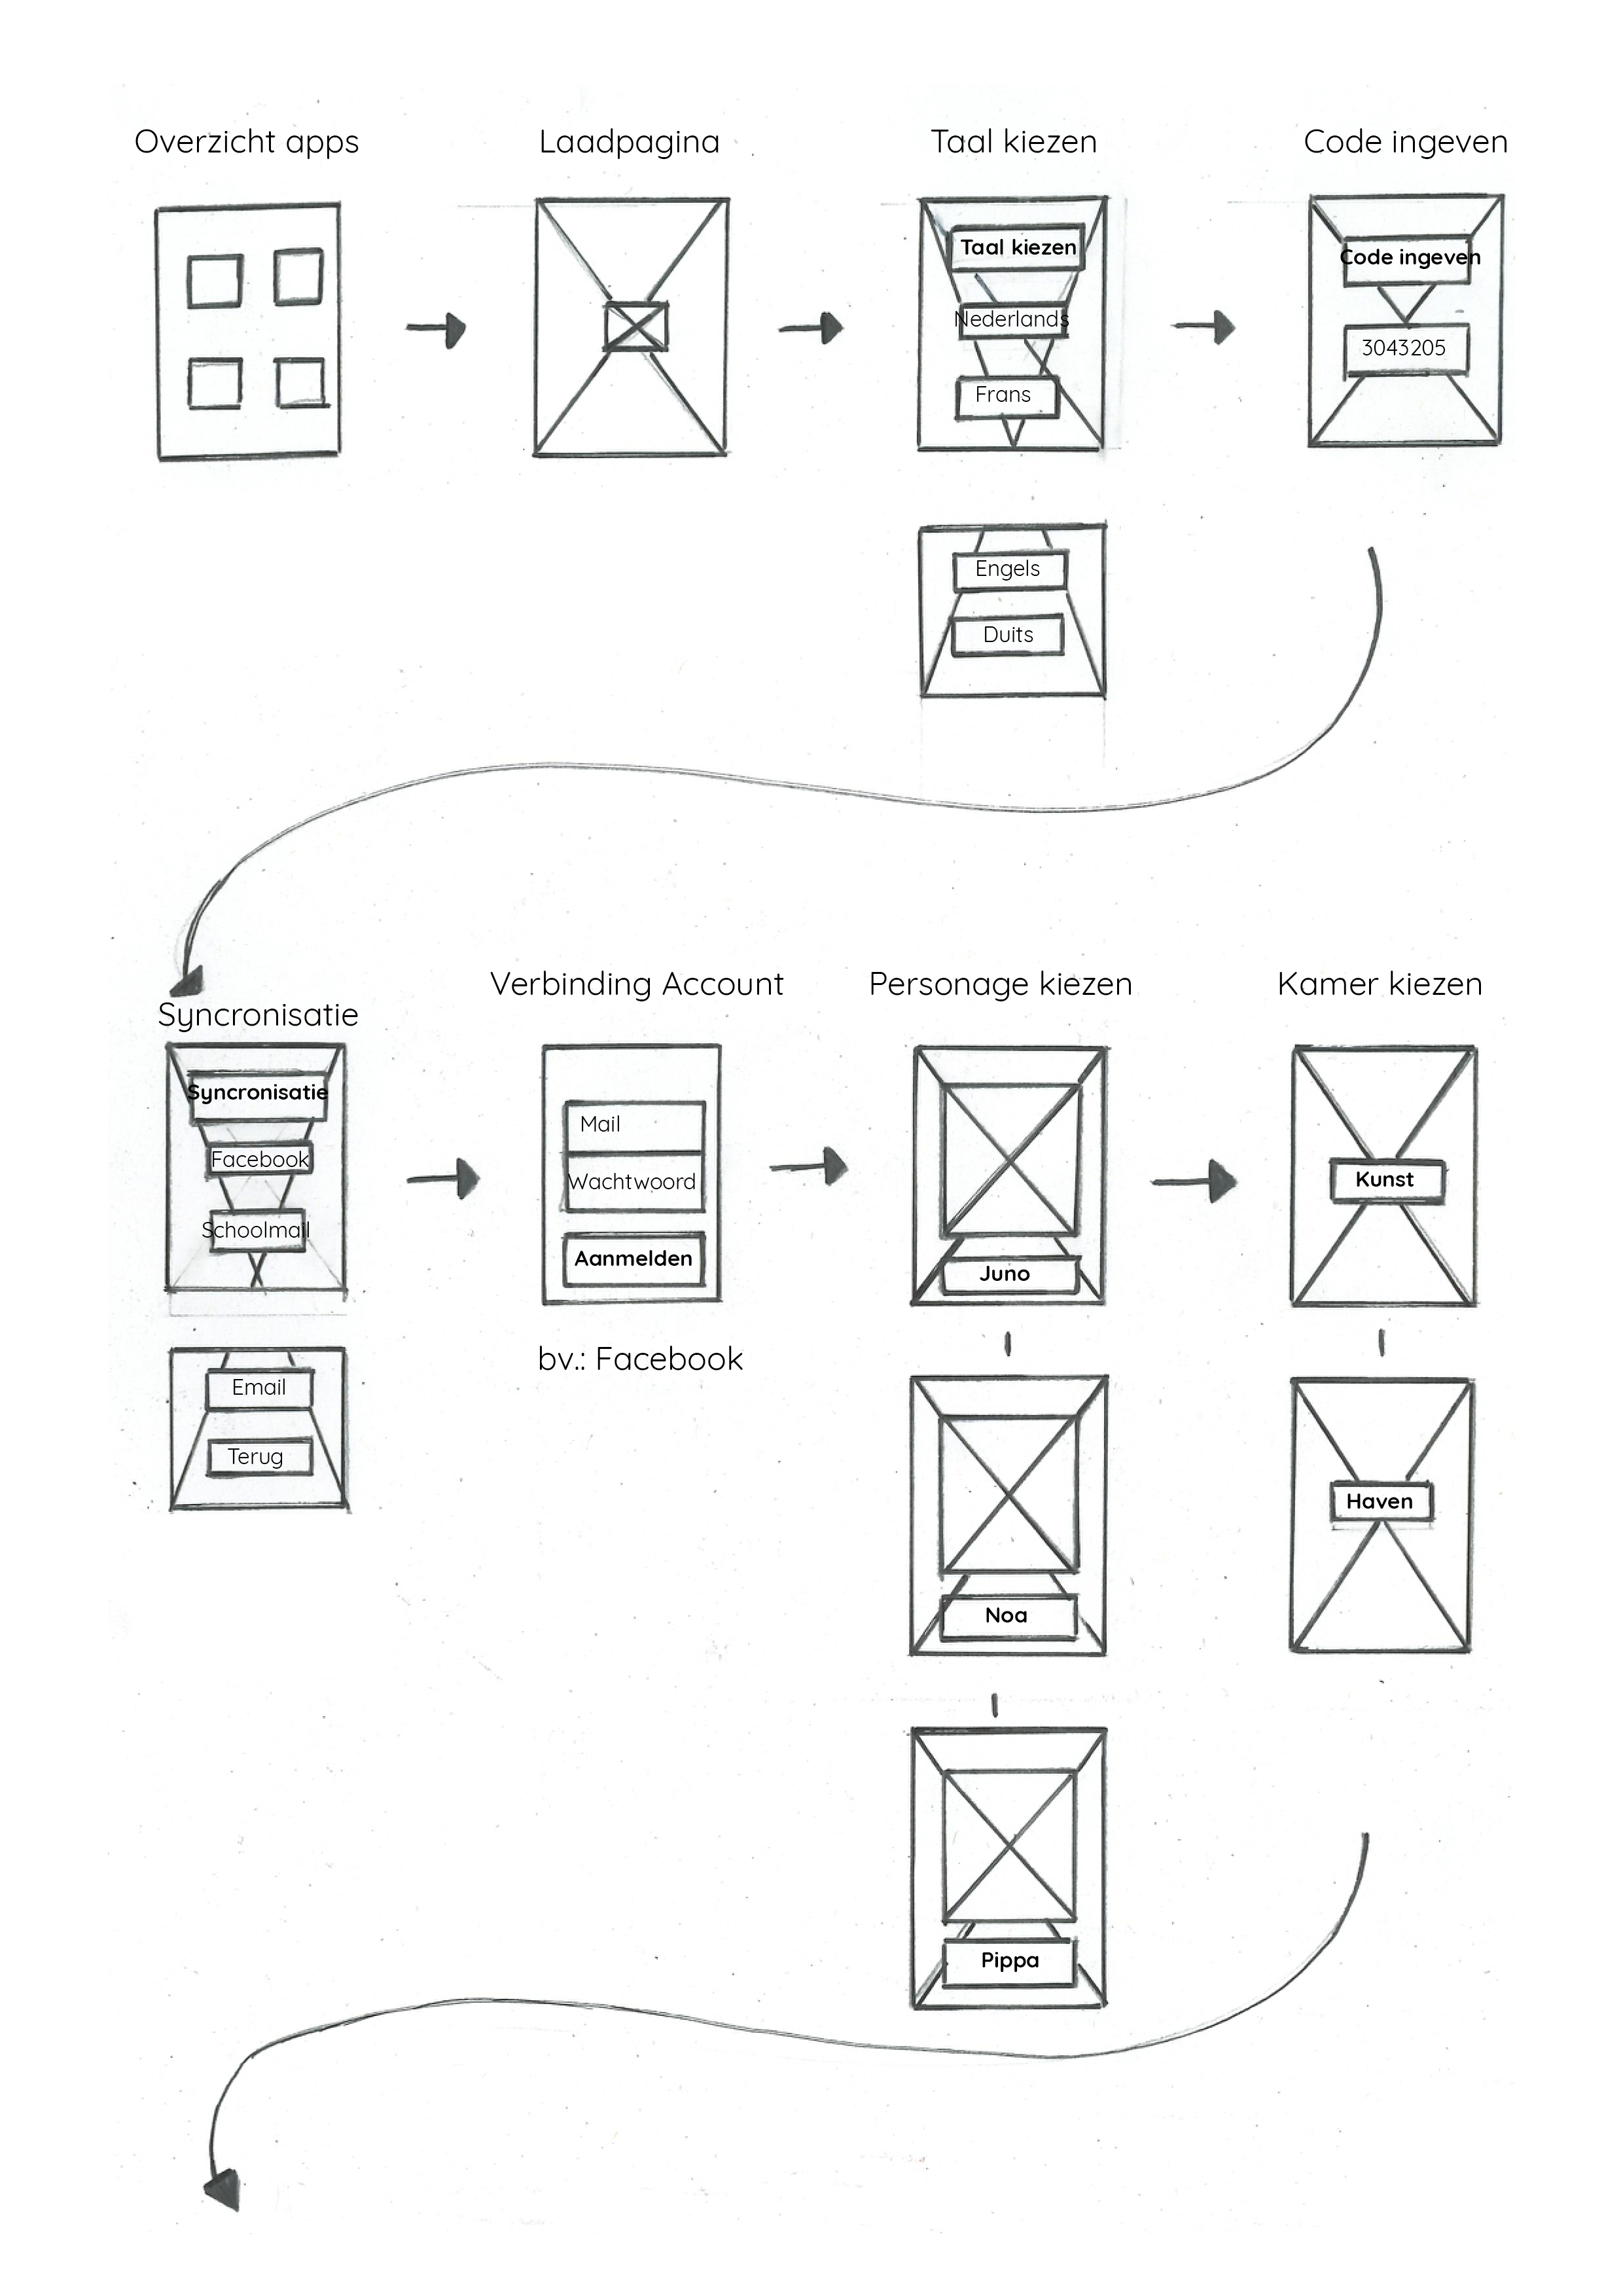 Overzicht apps
Laadpagina
Taal kiezen
Code ingeven
Taal kiezen
Nederlands
Frans
Code ingeven
3043205
Engels
Duits
Syncronisatie
Verbinding Account
Personage kiezen
Kamer kiezen
Syncronisatie
Facebook
Schoolmail
Mail
Wachtwoord
Aanmelden
Juno
Kunst
bv.: Facebook
Email
Terug
Noa
Haven
Pippa